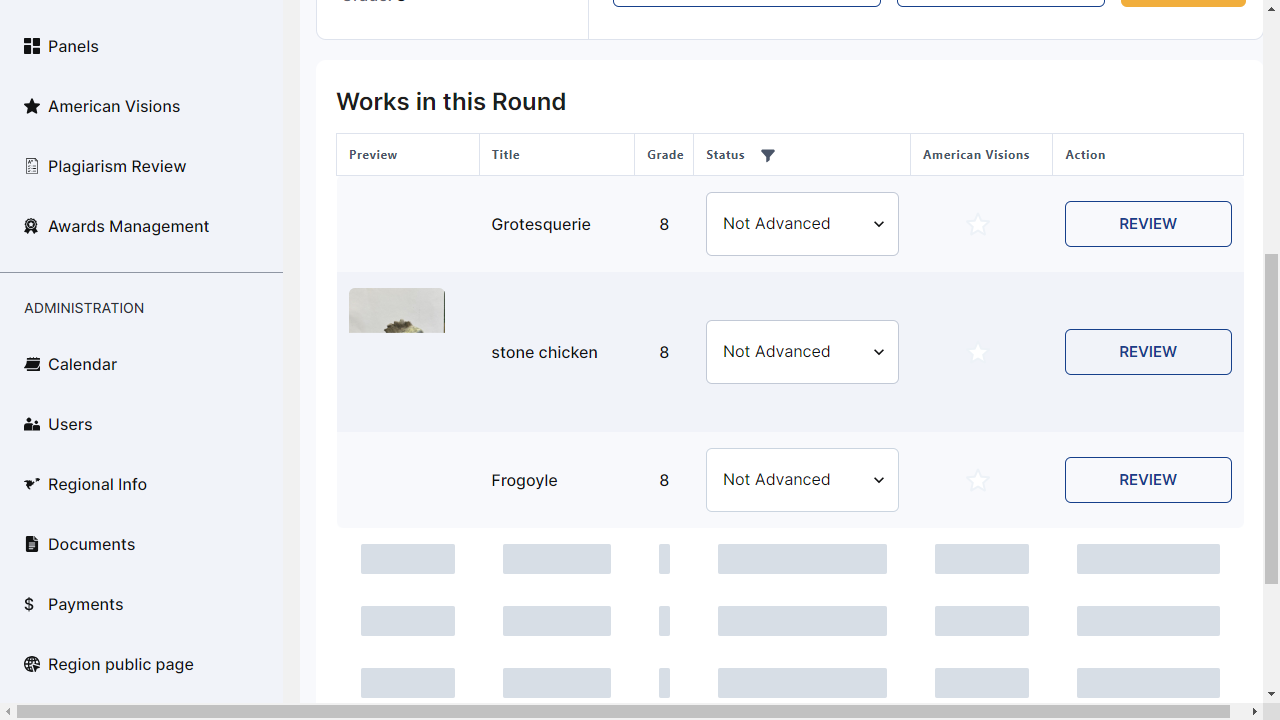 Panels
American Visions
Plagiarism Review
Awards Management
ADMINISTRATION
Calendar
Users
Regional Info
Documents
$ Payments
Region public page
Works in this Round
Preview Title Grade Status American Visions Action
Grotesquerie 8 Not Advanced REVIEW
stone chicken 8 Not Advanced REVIEW
Frogoyle 8 Not Advanced REVIEW